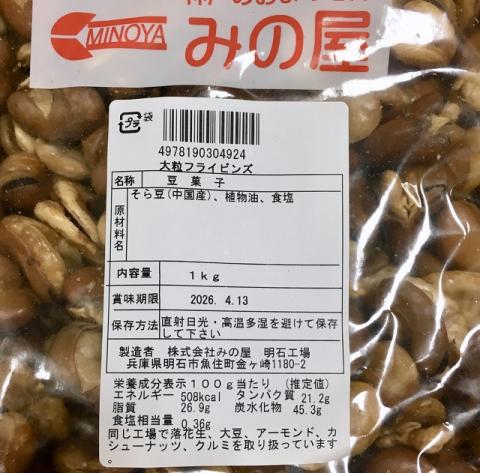 MINOYA
みの屋
プラ
袋
4978190304924
大粒フライビンズ
名称 豆菓子
原材料名 そら豆(中国産)、植物油、食塩
内容量 1kg
賞味期限 2026. 4.13
保存方法 直射日光・高温多湿を避けて保存
して下さい
製造者 株式会社みの屋 明石工場
兵庫県明石市魚住町金ヶ崎1180-2
栄養成分表示100g当たり (推定値)
エネルギー 508kcal タンパク質 21.2g
脂質 26.9g 炭水化物 45.3g
食塩相当量 0.36g
同じ工場で落花生、大豆、アーモンド、カ
シューナッツ、クルミを取り扱っています
。